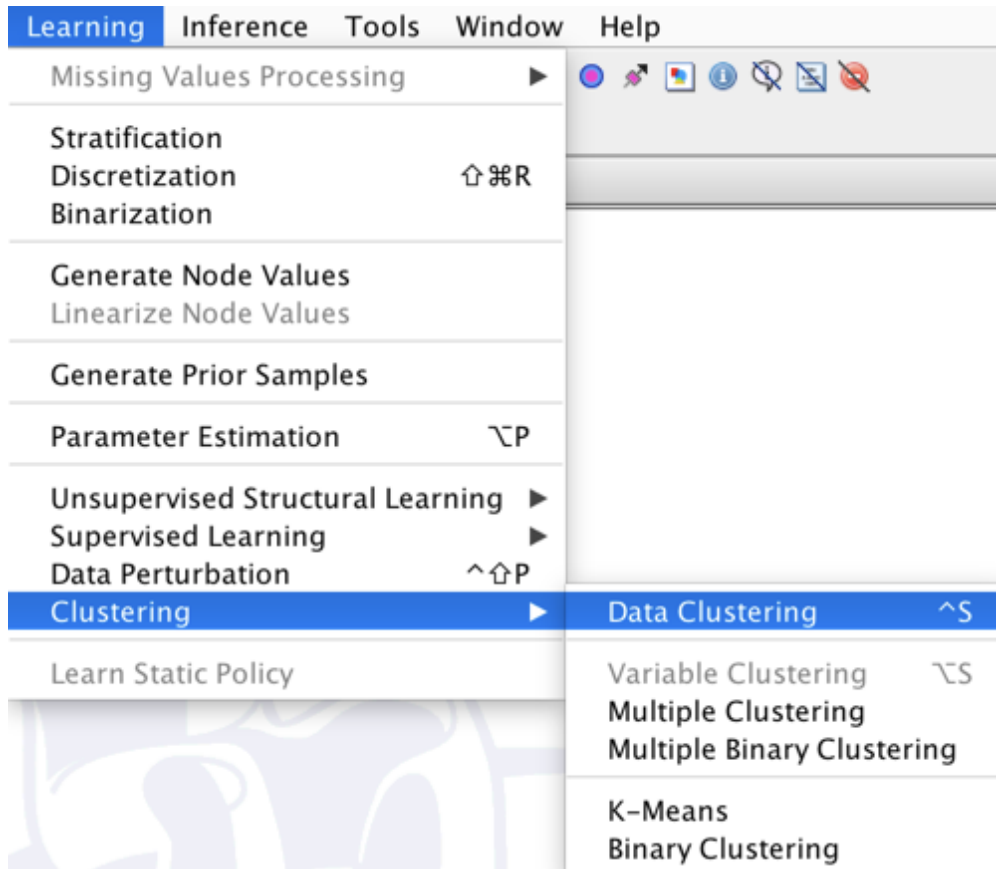 Learning Inference Tools Window Help
Missing Values Processing ▶
Stratification
Discretization ⇧⌘R
Binarization
Generate Node Values
Linearize Node Values
Generate Prior Samples
Parameter Estimation ⌥P
Unsupervised Structural Learning ▶
Supervised Learning ▶
Data Perturbation ^⇧P
Clustering ▶
Learn Static Policy
Data Clustering ^S
Variable Clustering ⌥S
Multiple Clustering
Multiple Binary Clustering
K-Means
Binary Clustering